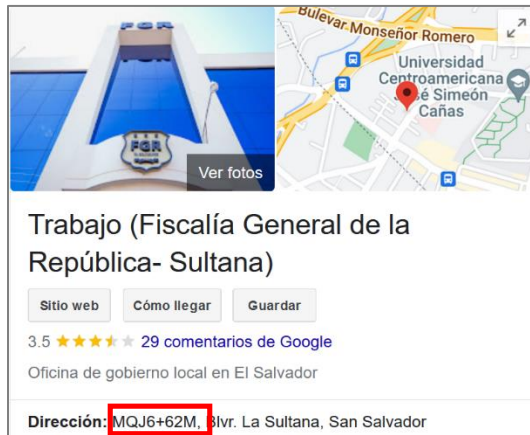 FGR
FGR
Ver fotos
Bulevar Monseñor Romero
Universidad
Centroamericana
José Simeón
Cañas
Trabajo (Fiscalía General de la
República- Sultana)
Sitio web Cómo llegar Guardar
3.5 29 comentarios de Google
Oficina de gobierno local en El Salvador
Dirección: MQJ6+62M, Blvr. La Sultana, San Salvador